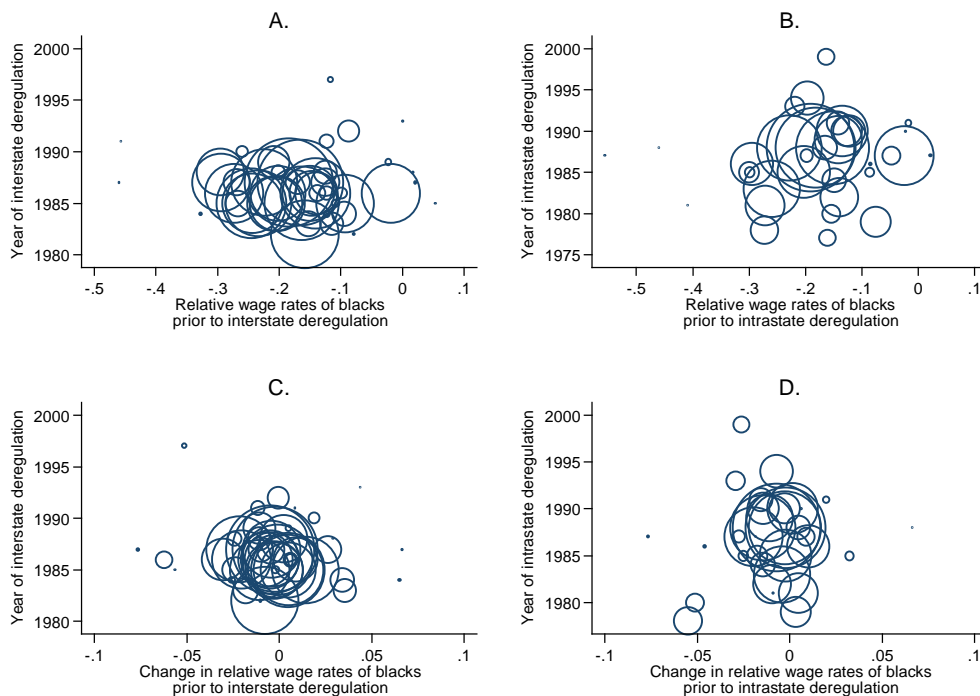 A.
Year of interstate deregulation
2000
1995
1990
1985
1980
-.5 -.4 -.3 -.2 -.1 0 .1
Relative wage rates of blacks
prior to interstate deregulation
B.
Year of intrastate deregulation
2000
1995
1990
1985
1980
1975
-.5 -.4 -.3 -.2 -.1 0 .1
Relative wage rates of blacks
prior to intrastate deregulation
C.
Year of interstate deregulation
2000
1995
1990
1985
1980
-.1 -.05 0 .05 .1
Change in relative wage rates of blacks
prior to interstate deregulation
D.
Year of intrastate deregulation
2000
1995
1990
1985
1980
-.1 -.05 0 .05 .1
Change in relative wage rates of blacks
prior to intrastate deregulation